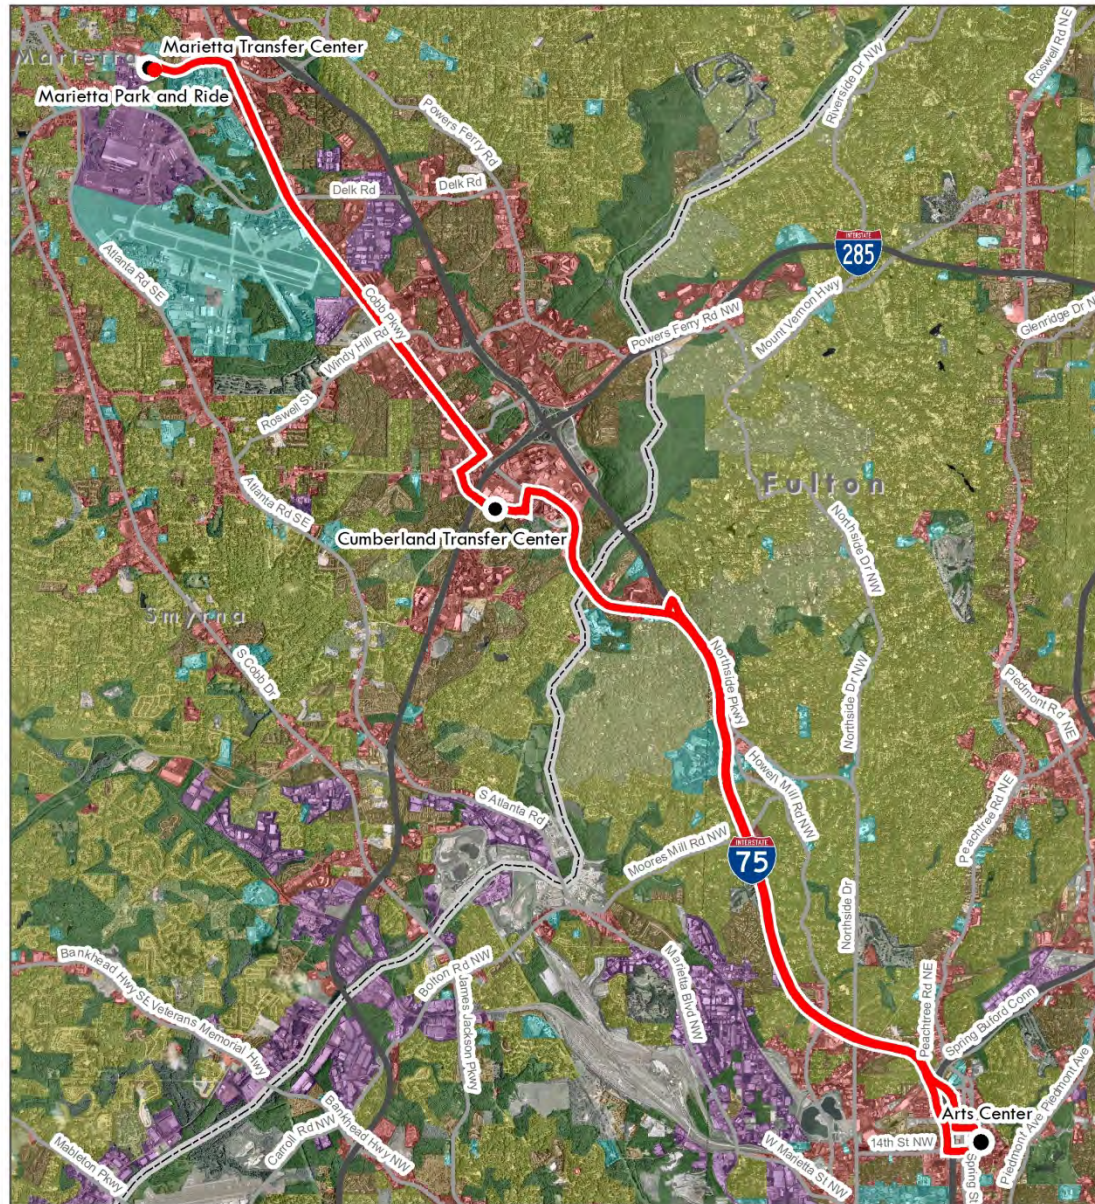 Marietta Transfer Center
Marietta
Marietta Park and Ride
Riverside Dr NW
Roswell Rd NE
Powers Ferry Rd
Delk Rd
Delk Rd
INTERSTATE
285
Atlanta Rd SE
Cobb Pkwy
Windy Hill Rd
Powers Ferry Rd NW
Mount Vernon Hwy
Glenridge Dr N
Roswell St
Atlanta Rd SE
Fulton
Cumberland Transfer Center
Northside Dr NW
Smyrna
S Cobb Dr
Northside Pkwy
Northside Dr NW
Piedmont Rd NE
Howell Mill Rd NW
S Atlanta Rd
Moores Mill Rd NW
INTERSTATE
75
Peachtree Rd NE
Northside Dr
Bankhead Hwy SE
Veterans Memorial Hwy
Bolton Rd NW
James Jackson Pkwy
Marietta Blvd NW
Peachtree Rd NE
Spring Buford Conn
Mableton Pkwy
Carroll Rd NW
Bankhead Hwy NW
W Marietta St NW
Arts Center
14th St NW
Spring St
Piedmont Ave
Piedmont Ave